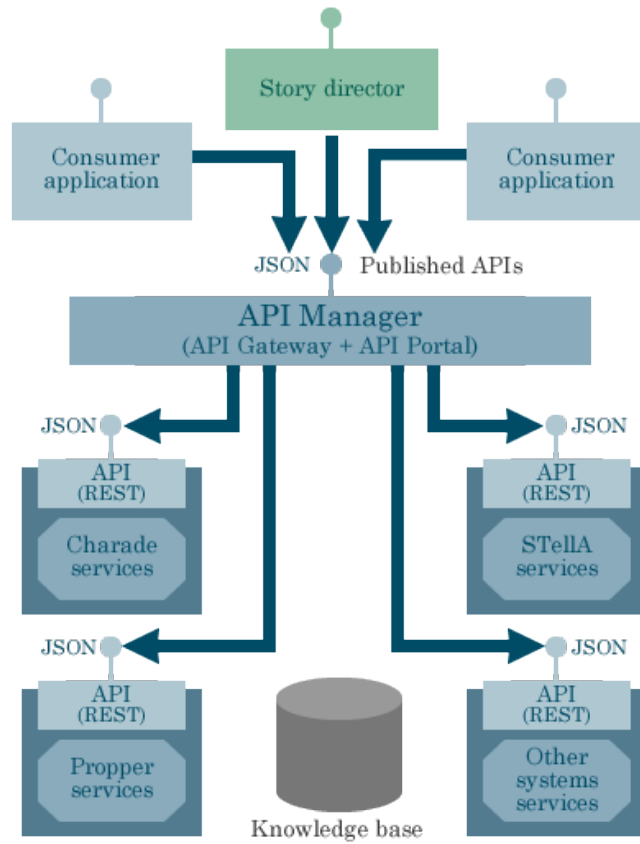 Story director
Consumer
application
Consumer
application
JSON
Published APIs
API Manager
(API Gateway + API Portal)
JSON
JSON
API
(REST)
API
(REST)
Charade
services
STellA
services
JSON
JSON
API
(REST)
API
(REST)
Propper
services
Other
systems
services
Knowledge base